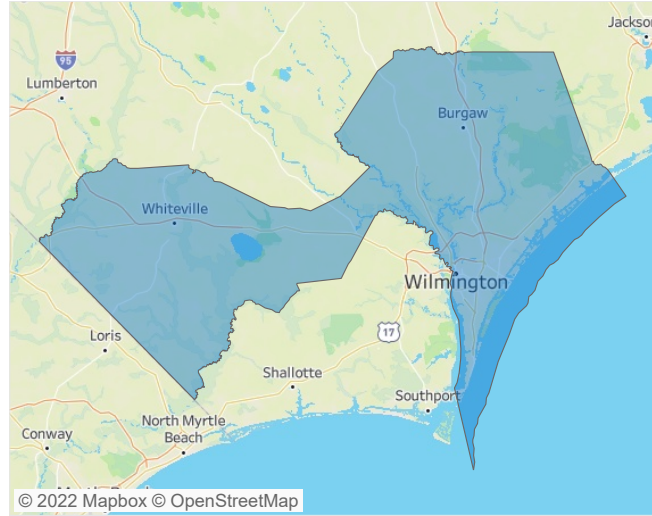 Jackson
95
Lumberton
Burgaw
Whiteville
Wilmington
Loris
17
Shallotte
Southport
North Myrtle
Beach
Conway
© 2022 Mapbox © OpenStreetMap